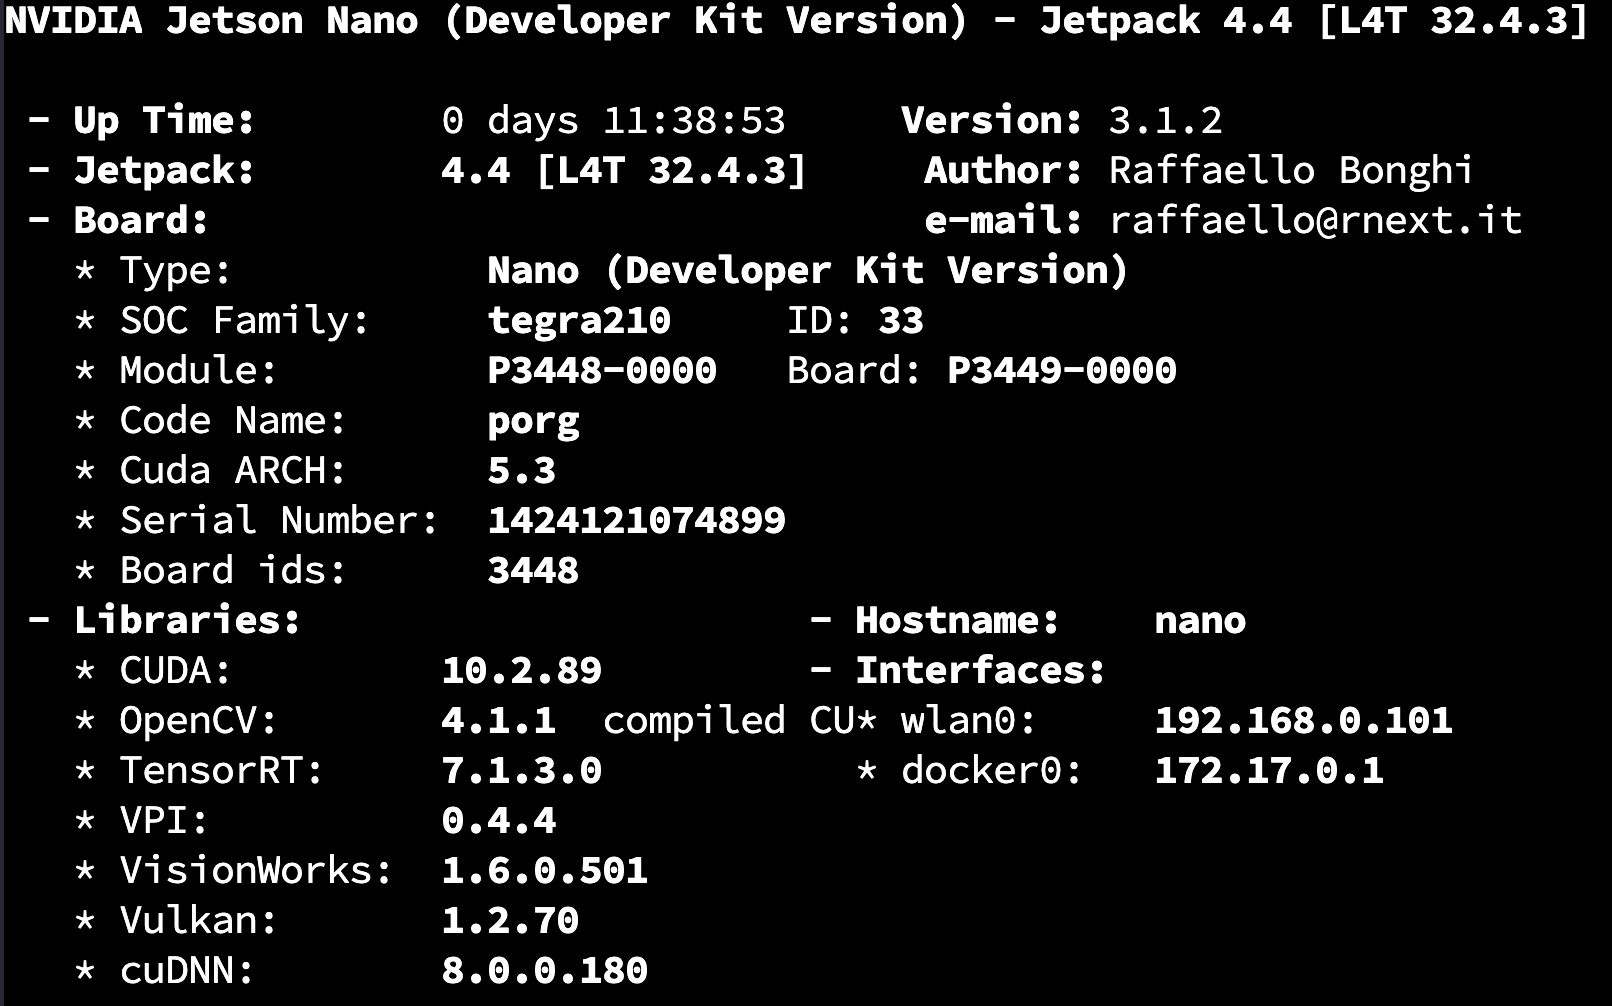 NVIDIA Jetson Nano (Developer Kit Version) - Jetpack 4.4 [L4T 32.4.3]
- Up Time: 0 days 11:38:53 Version: 3.1.2
- Jetpack: 4.4 [L4T 32.4.3] Author: Raffaello Bonghi
- Board: e-mail: raffaello@rnext.it
* Type: Nano (Developer Kit Version)
* SOC Family: tegra210 ID: 33
* Module: P3448-0000 Board: P3449-0000
* Code Name: porg
* Cuda ARCH: 5.3
* Serial Number: 1424121074899
* Board ids: 3448
- Libraries: - Hostname: nano
* CUDA: 10.2.89 - Interfaces:
* OpenCV: 4.1.1 compiled CU* wlan0: 192.168.0.101
* TensorRT: 7.1.3.0 * docker0: 172.17.0.1
* VPI: 0.4.4
* VisionWorks: 1.6.0.501
* Vulkan: 1.2.70
* cuDNN: 8.0.0.180